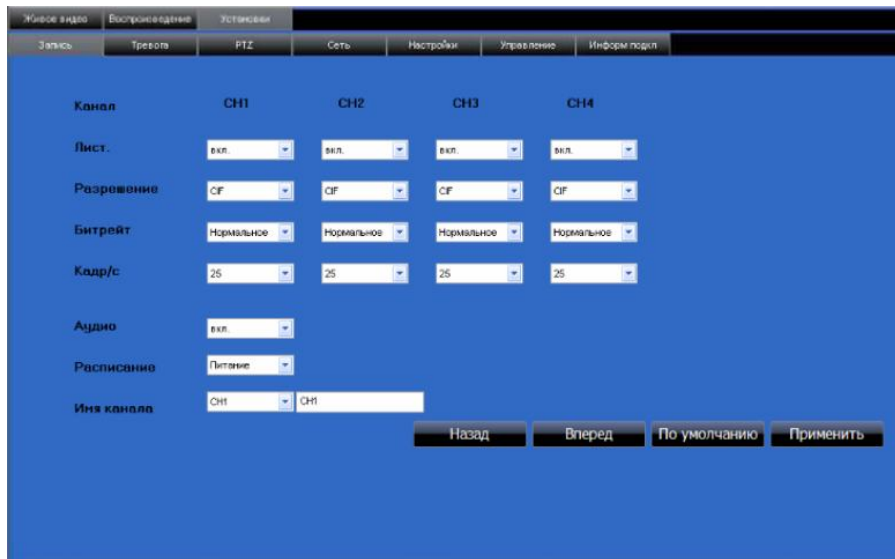 Живое видео Воспроизведение Установки
Запись Тревога PTZ Сеть Настройки Управление Информ подкл
Канал CH1 CH2 CH3 CH4
Лист. вкл. вкл. вкл. вкл.
Разрешение CIF CIF CIF CIF
Битрейт Нормальное Нормальное Нормальное Нормальное
Кадр/с 25 25 25 25
Аудио вкл.
Расписание Питание
Имя канала CH1 CH1
Назад Вперед По умолчанию Применить